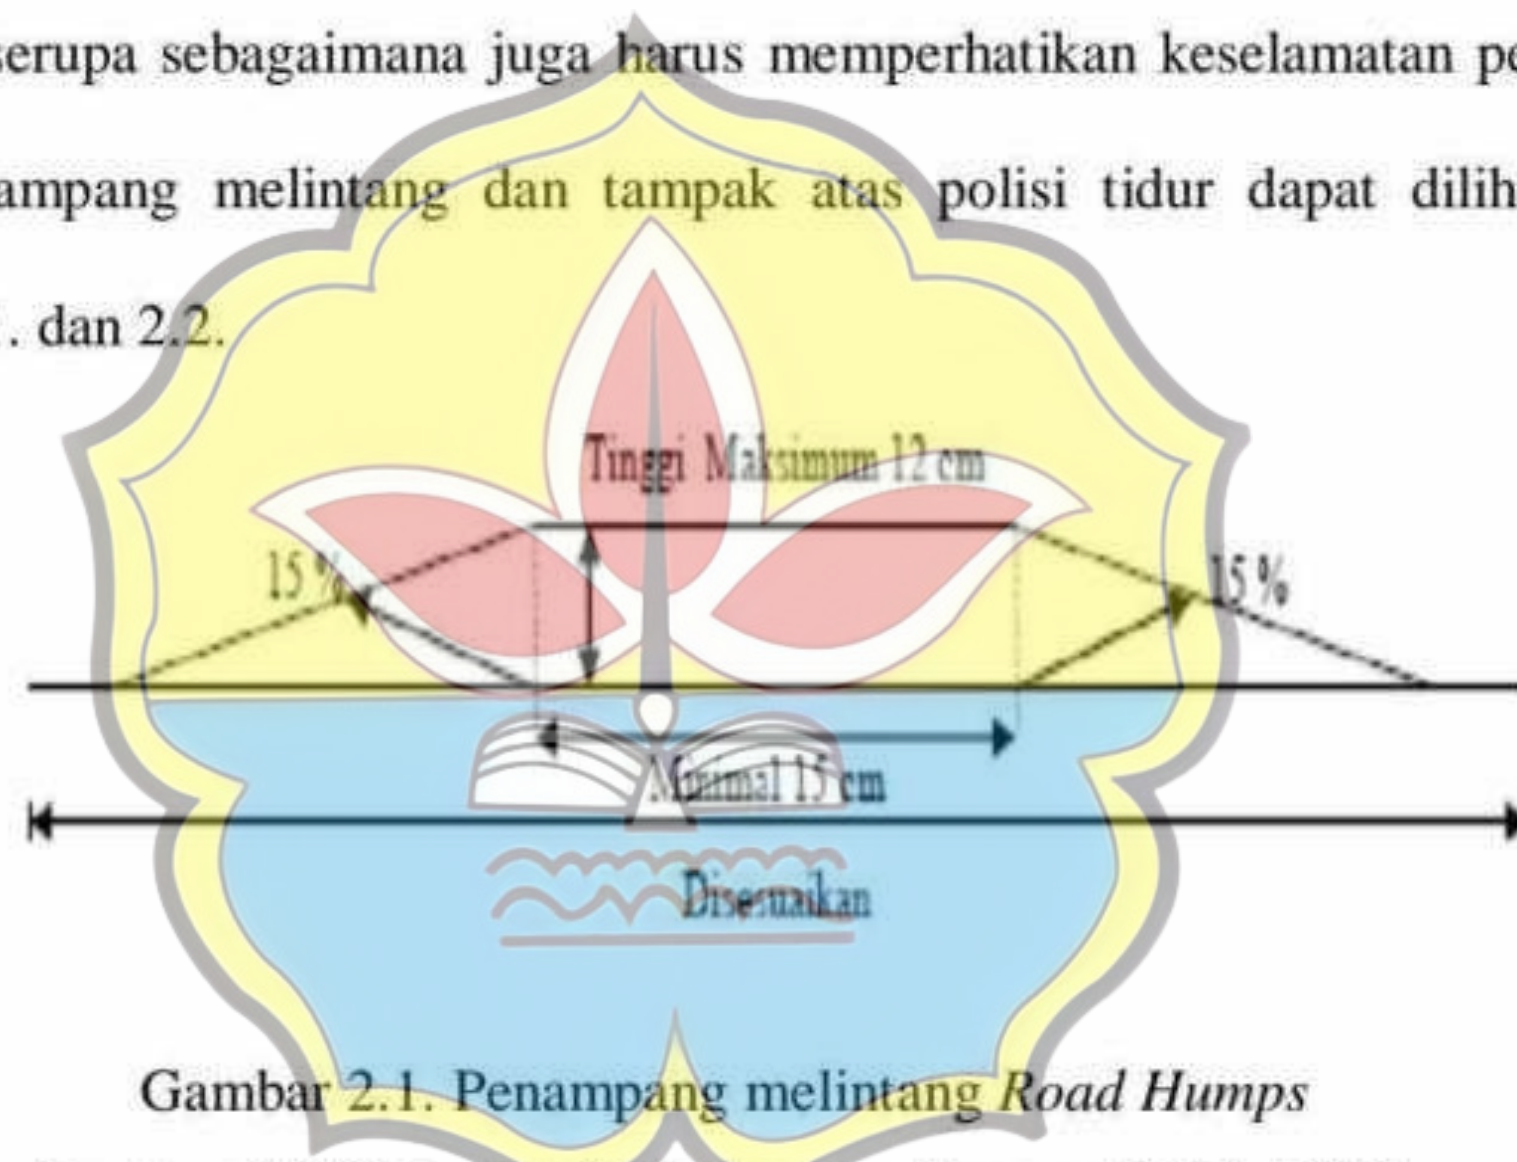 serupa sebagaimana juga harus memperhatikan keselamatan pe
ampang melintang dan tampak atas polisi tidur dapat dilih
. dan 2.2.
Tinggi Maksimum 12 cm
15 %
15 %
Minimal 15 cm
Disesuaikan
Gambar 2.1. Penampang melintang Road Humps